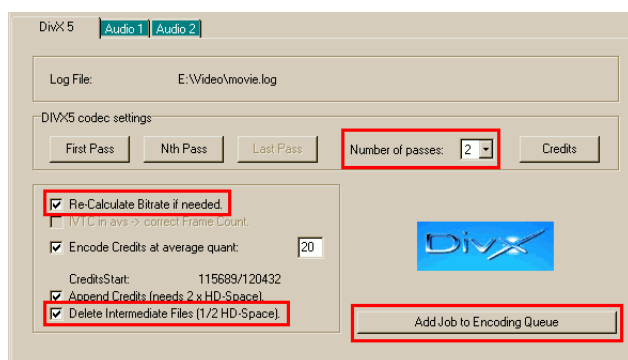 DivX 5 Audio 1 Audio 2
Log File: E:\Video\movie.log
DIVX5 codec settings
First Pass Nth Pass Last Pass Number of passes: 2 Credits
Re-Calculate Bitrate if needed.
IVTC in avs -> correct Frame Count.
Encode Credits at average quant: 20
DivX
CreditsStart: 115689/120432
Append Credits (needs 2 x HD-Space).
Delete Intermediate Files (1/2 HD-Space).
Add Job to Encoding Queue